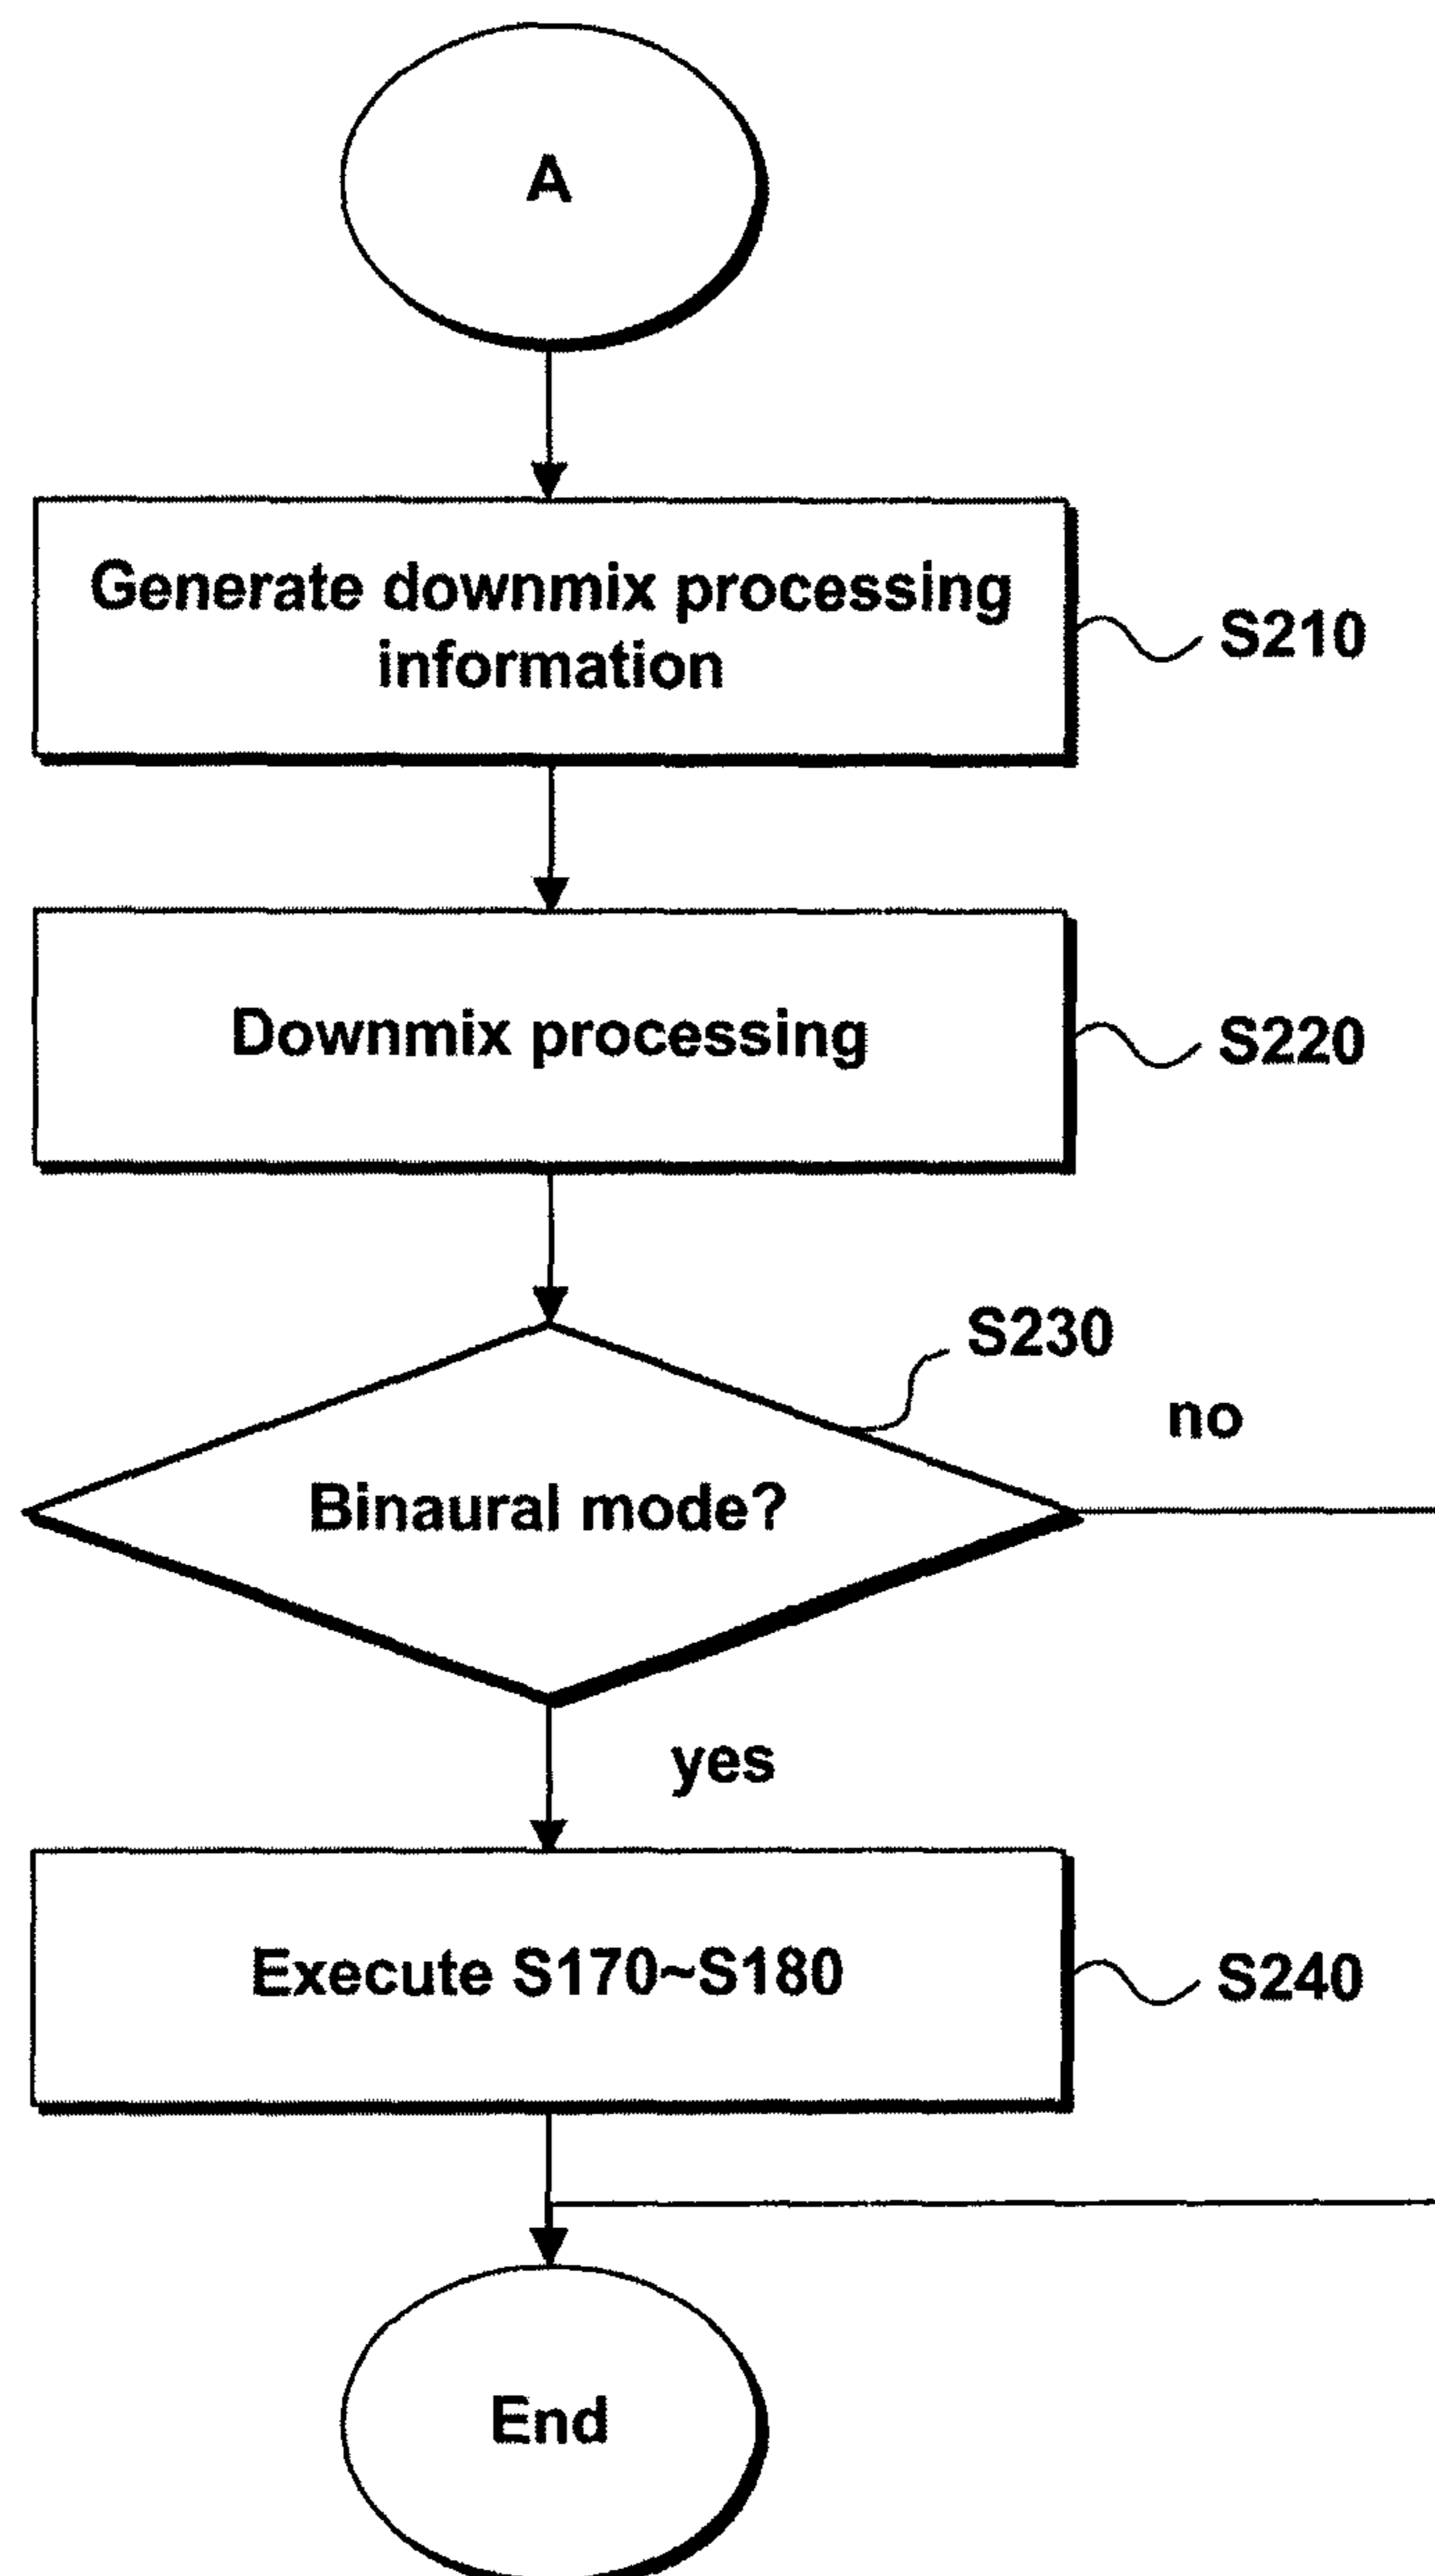 A
Generate downmix processing
information
S210
Downmix processing
S220
S230
no
Binaural mode?
yes
Execute S170~S180
S240
End